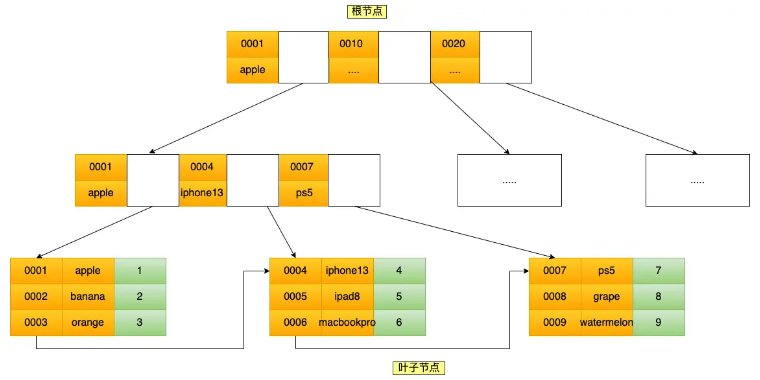 根节点
0001 0010 0020
apple .... ....
0001 0004 0007
apple iphone13 ps5
..... .....
0001 apple 1 0004 iphone13 4 0007 ps5 7
0002 banana 2 0005 ipad8 5 0008 grape 8
0003 orange 3 0006 macbookpro 6 0009 watermelon 9
叶子节点